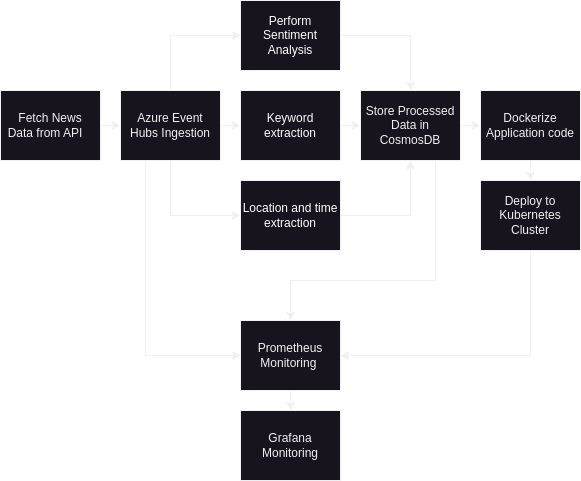 Perform
Sentiment
Analysis
Fetch News
Data from API
Azure Event
Hubs Ingestion
Keyword
extraction
Store Processed
Data in
CosmosDB
Dockerize
Application code
Location and time
extraction
Deploy to
Kubernetes
Cluster
Prometheus
Monitoring
Grafana
Monitoring